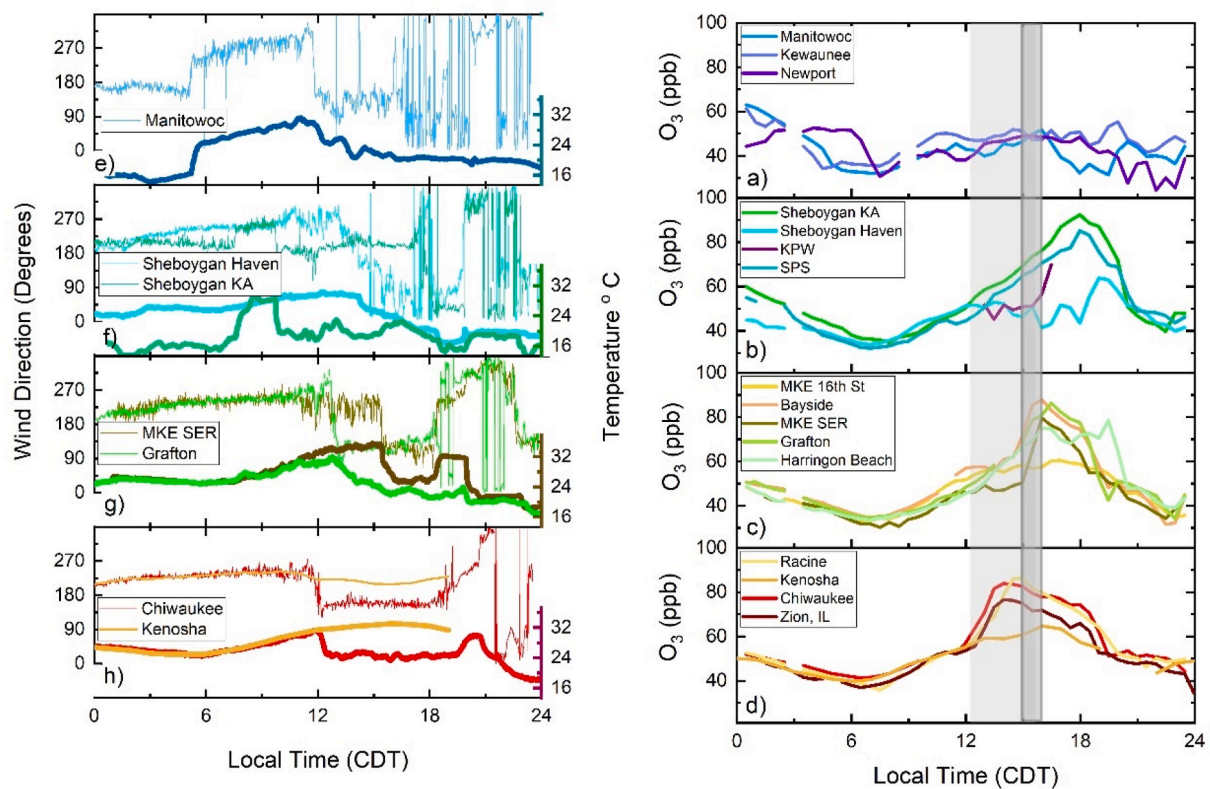 Wind Direction (Degrees)
270
180
90
0
Manitowoc
e)
32
24
16
270
180
90
0
Sheboygan Haven
Sheboygan KA
f)
32
24
16
270
180
90
0
MKE SER
Grafton
g)
32
24
16
270
180
90
0
Chiwaukee
Kenosha
h)
32
24
16
0
6
12
18
24
Local Time (CDT)
Temperature º C
100
80
60
40
O3 (ppb)
Manitowoc
Kewaunee
Newport
a)
100
80
60
40
O3 (ppb)
Sheboygan KA
Sheboygan Haven
KPW
SPS
b)
100
80
60
40
O3 (ppb)
MKE 16th St
Bayside
MKE SER
Grafton
Harringon Beach
c)
100
80
60
40
O3 (ppb)
Racine
Kenosha
Chiwaukee
Zion, IL
d)
0
6
12
18
24
Local Time (CDT)